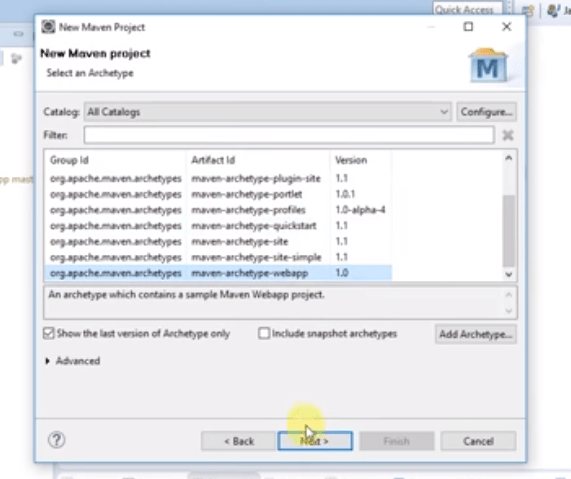 Quick Access
New Maven Project
New Maven project
Select an Archetype
Catalog: All Catalogs Configure...
Filter:
Group Id Artifact Id Version
org.apache.maven.archetypes maven-archetype-plugin-site 1.1
org.apache.maven.archetypes maven-archetype-portlet 1.0.1
org.apache.maven.archetypes maven-archetype-profiles 1.0-alpha-4
org.apache.maven.archetypes maven-archetype-quickstart 1.1
org.apache.maven.archetypes maven-archetype-site 1.1
org.apache.maven.archetypes maven-archetype-site-simple 1.1
org.apache.maven.archetypes maven-archetype-webapp 1.0
An archetype which contains a sample Maven Webapp project.
Show the last version of Archetype only Include snapshot archetypes Add Archetype...
Advanced
< Back Next > Finish Cancel